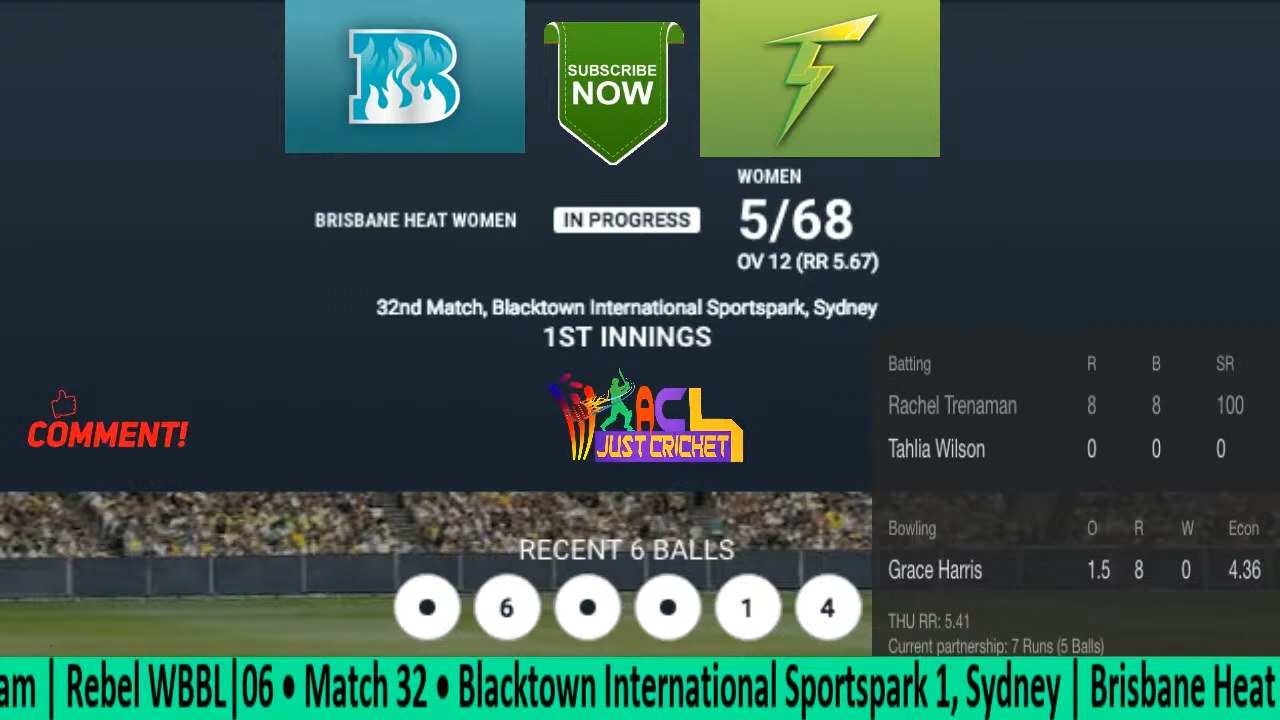 B
SUBSCRIBE
NOW
WOMEN
BRISBANE HEAT WOMEN
IN PROGRESS
5/68
OV 12 (RR 5.67)
32nd Match, Blacktown International Sportspark, Sydney
1ST INNINGS
COMMENT!
ACL
JUST CRICKET
Batting R B SR
Rachel Trenaman 8 8 100
Tahlia Wilson 0 0 0
Bowling O R W Econ
Grace Harris 1.5 8 0 4.36
THU RR: 5.41
Current partnership: 7 Runs (5 Balls)
RECENT 6 BALLS
• 6 • • 1 4
am | Rebel WBBL|06 • Match 32 • Blacktown International Sportspark 1, Sydney | Brisbane Heat